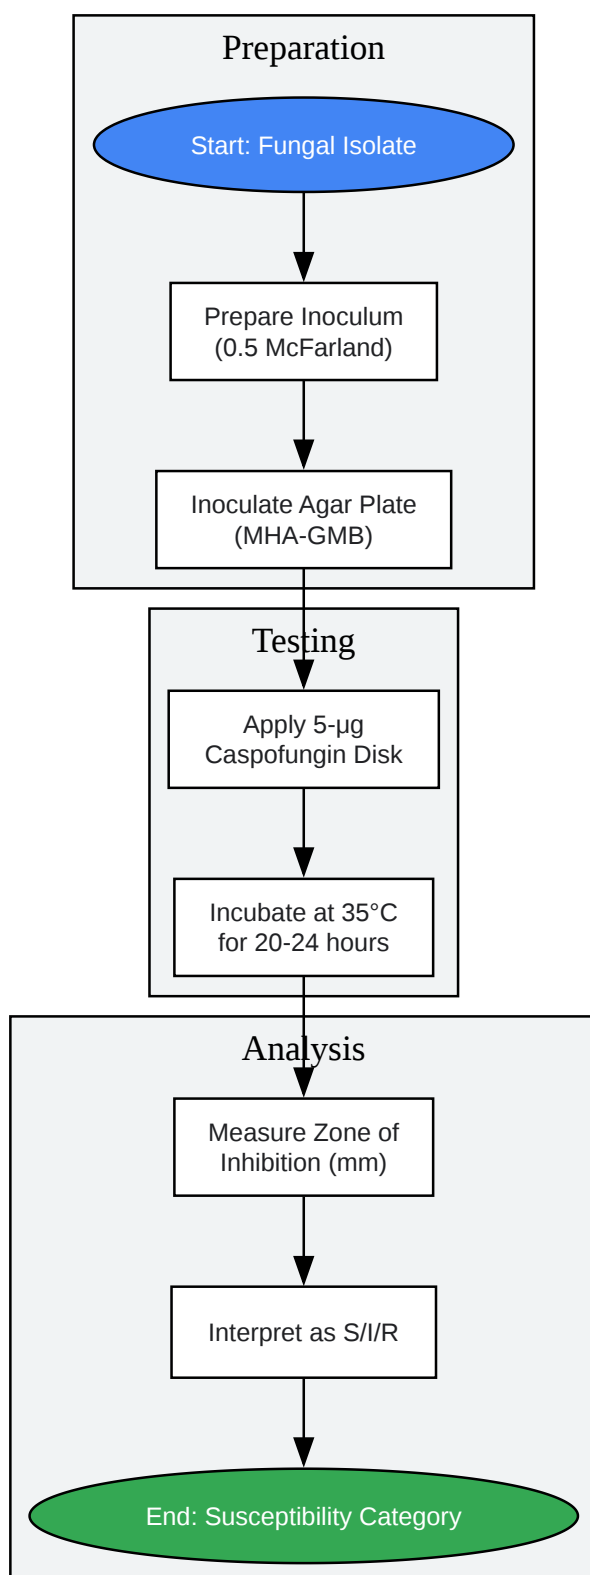 Preparation
Start: Fungal Isolate
Prepare Inoculum
(0.5 McFarland)
Inoculate Agar Plate
(MHA-GMB)
Testing
Apply 5-µg
Caspofungin Disk
Incubate at 35°C
for 20-24 hours
Analysis
Measure Zone of
Inhibition (mm)
Interpret as S/I/R
End: Susceptibility Category